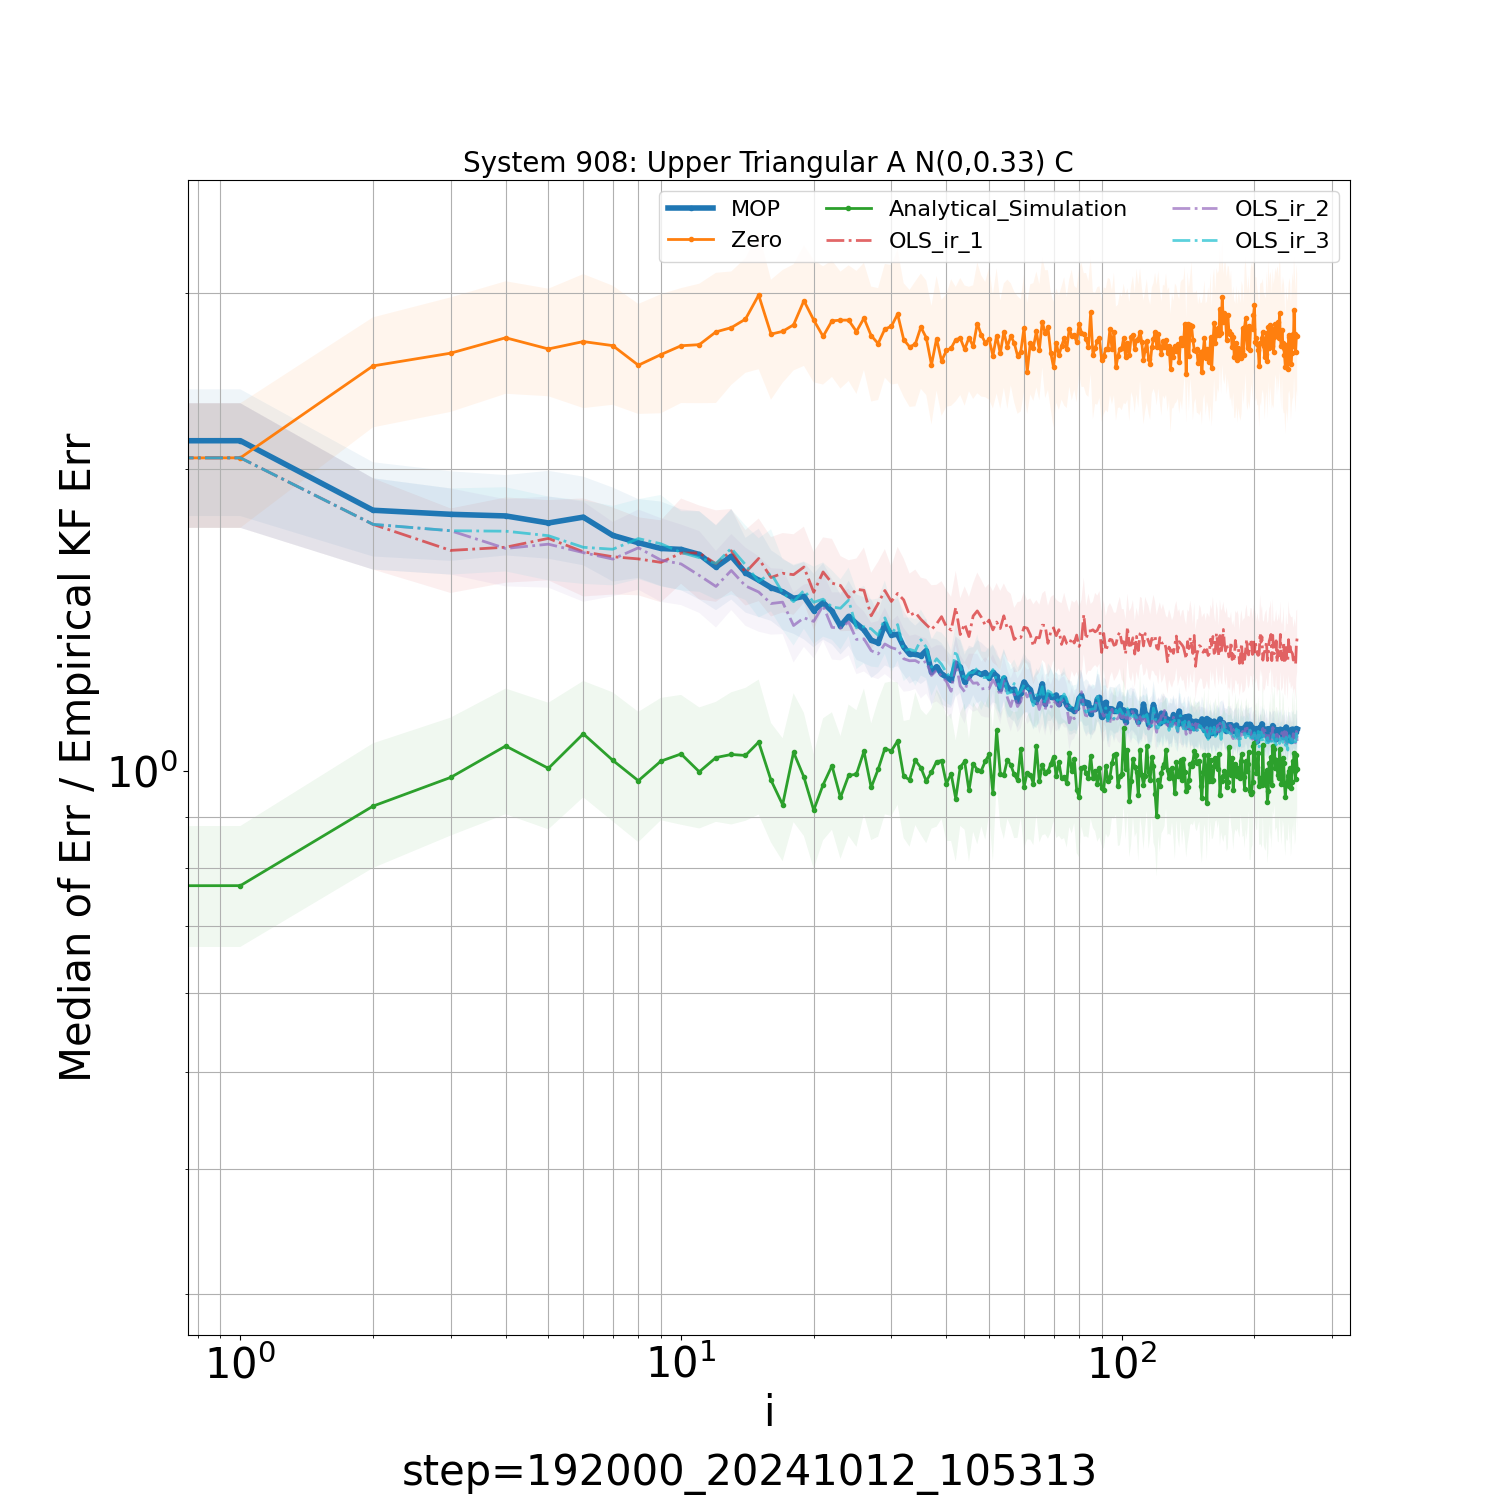 System 908: Upper Triangular A N(0,0.33) C
MOP
Zero
Analytical_Simulation
OLS_ir_1
OLS_ir_2
OLS_ir_3
Median of Err / Empirical KF Err
10⁰
10⁰ 10¹ 10²
i
step=192000_20241012_105313